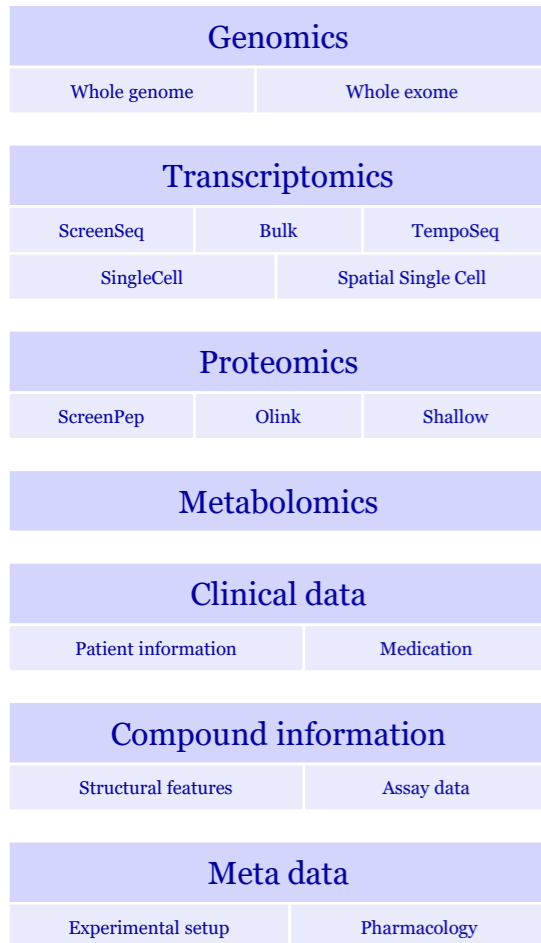 Genomics
Whole genome Whole exome
Transcriptomics
ScreenSeq Bulk TempoSeq
SingleCell Spatial Single Cell
Proteomics
ScreenPep Olink Shallow
Metabolomics
Clinical data
Patient information Medication
Compound information
Structural features Assay data
Meta data
Experimental setup Pharmacology